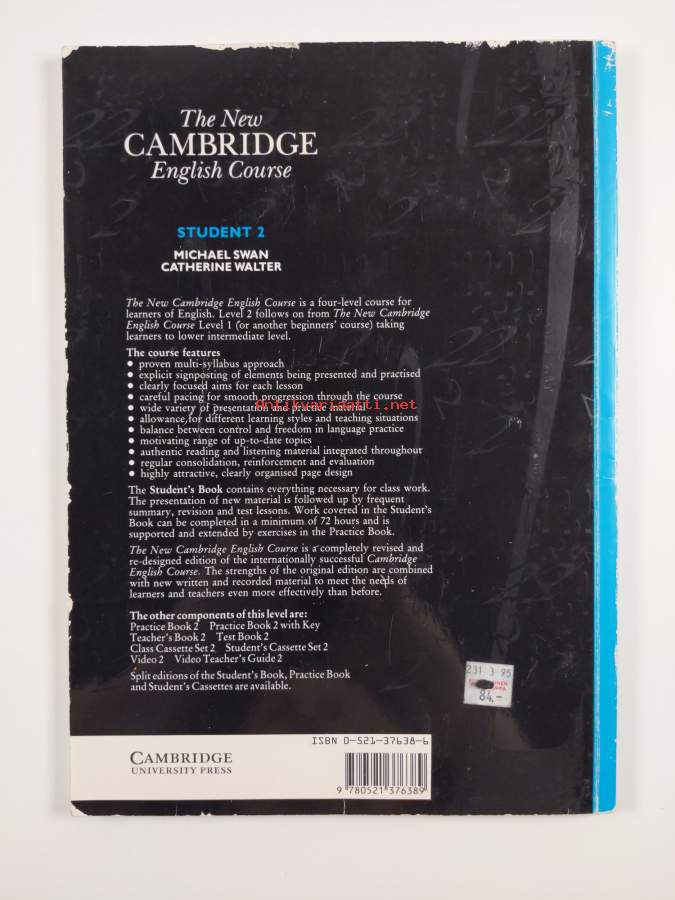 The New
CAMBRIDGE
English Course
STUDENT 2
MICHAEL SWAN
CATHERINE WALTER
The New Cambridge English Course is a four-level course for
learners of English. Level 2 follows on from The New Cambridge
English Course Level 1 (or another beginners' course) taking
learners to lower intermediate level.
The course features
• proven multi-syllabus approach
• explicit signposting of elements being presented and practised
• clearly focused aims for each lesson
• careful pacing for smooth progression through the course
• wide variety of presentation and practice material
Antikvariaatti.net
• allowance for different learning styles and teaching situations
• balance between control and freedom in language practice
• motivating range of up-to-date topics
• authentic reading and listening material integrated throughout
• regular consolidation, reinforcement and evaluation
• highly attractive, clearly organised page design
The Student's Book contains everything necessary for class work.
The presentation of new material is followed up by frequent
summary, revision and test lessons. Work covered in the Student's
Book can be completed in a minimum of 72 hours and is
supported and extended by exercises in the Practice Book.
The New Cambridge English Course is a completely revised and
re-designed edition of the internationally successful Cambridge
English Course. The strengths of the original edition are combined
with new written and recorded material to meet the needs of
learners and teachers even more effectively than before.
The other components of this level are:
Practice Book 2 Practice Book 2 with Key
Teacher's Book 2 Test Book 2
Class Cassette Set 2 Student's Cassette Set 2
Video 2 Video Teacher's Guide 2
Split editions of the Student's Book, Practice Book
and Student's Cassettes are available.
231 3 95
84.-
ISBN 0-521-37638-6
CAMBRIDGE
UNIVERSITY PRESS
9 780521 376389